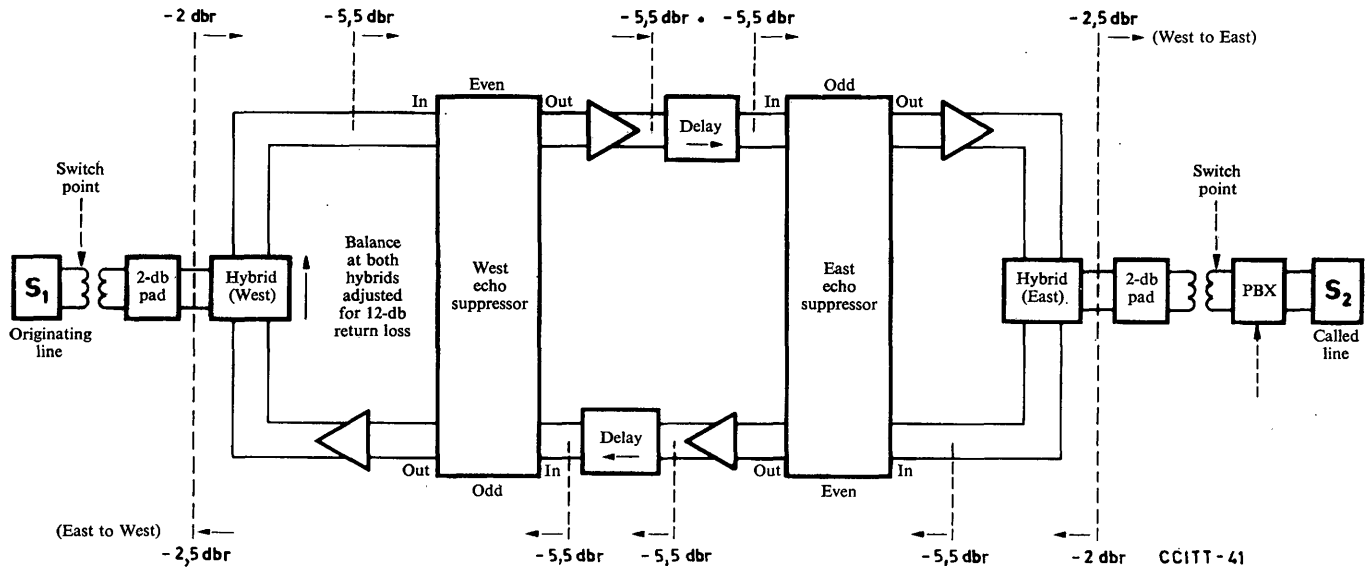 - 2 dbr
- 5,5 dbr
- 5,5 dbr
- 5,5 dbr
- 2,5 dbr
(West to East)
Even
Odd
In
Out
In
Out
Delay
Switch
point
Switch
point
S₁
2-db
pad
Hybrid
(West)
Balance
at both
hybrids
adjusted
for 12-db
return loss
West
echo
suppressor
East
echo
suppressor
Hybrid
(East).
2-db
pad
PBX
S₂
Originating
line
Called
line
Delay
Out
In
Out
In
Odd
Even
(East to West)
- 2,5 dbr
- 5,5 dbr
- 5,5 dbr
- 5,5 dbr
- 2 dbr
CCITT-41